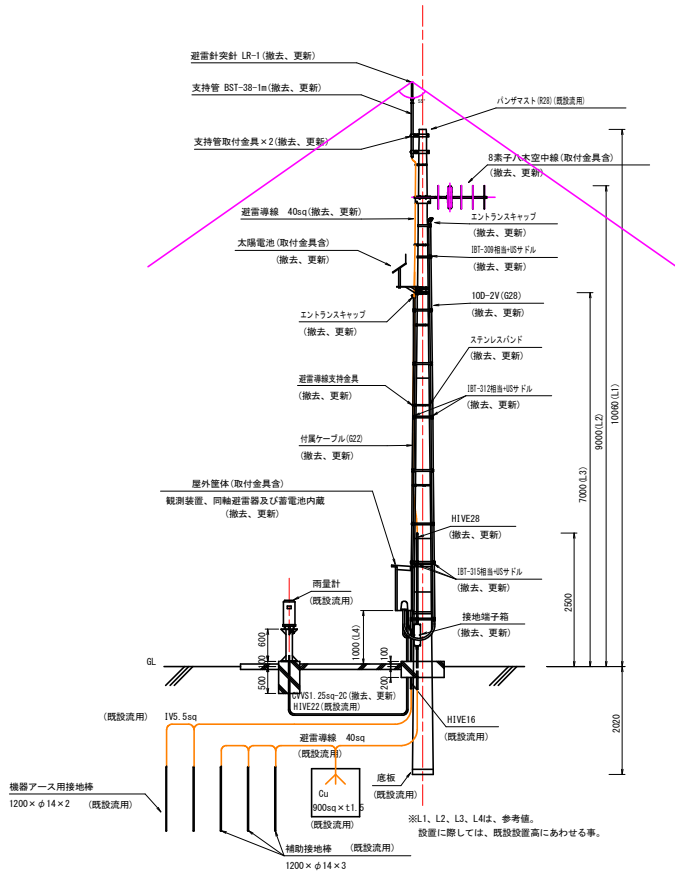 避雷針突針 LR-1(撤去、更新)
支持管 BST-38-1m(撤去、更新)
パンザマスト(R28)(既設流用)
支持管取付金具×2(撤去、更新)
8素子八木空中線(取付金具含)
(撤去、更新)
避雷導線 40sq(撤去、更新)
エントランスキャップ
(撤去、更新)
太陽電池(取付金具含)
(撤去、更新)
IBT-309相当+USサドル
(撤去、更新)
10D-2V(G28)
(撤去、更新)
エントランスキャップ
(撤去、更新)
ステンレスバンド
(撤去、更新)
避雷導線支持金具
(撤去、更新)
IBT-312相当+USサドル
(撤去、更新)
付属ケーブル(G22)
(撤去、更新)
屋外筐体(取付金具含)
観測装置、同軸避雷器及び蓄電池内蔵
(撤去、更新)
HIVE28
(撤去、更新)
IBT-315相当+USサドル
(撤去、更新)
雨量計
(既設流用)
接地端子箱
(撤去、更新)
10060(L1)
9000(L2)
7000(L3)
2500
1000(L4)
600
100
500
100
200
2020
GL
CVVS1.25sq-2C(撤去、更新)
HIVE22(既設流用)
(既設流用) IV5.5sq
HIVE16
(既設流用)
避雷導線 40sq
(既設流用)
機器アース用接地棒
1200×φ14×2 (既設流用)
Cu
900sq×t1.5
(既設流用)
底板
(既設流用)
補助接地棒 (既設流用)
1200×φ14×3
※L1、L2、L3、L4は、参考値。
設置に際しては、既設設置高にあわせる事。